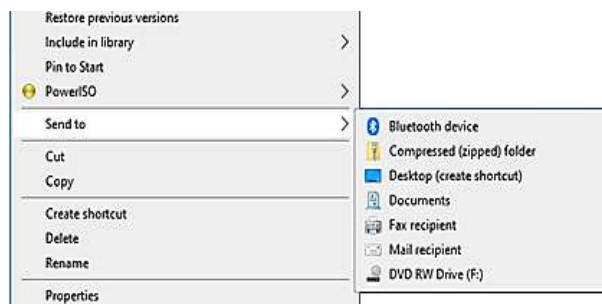 Restore previous versions
Include in library
Pin to Start
PowerISO
Send to
Cut
Copy
Create shortcut
Delete
Rename
Properties
Bluetooth device
Compressed (zipped) folder
Desktop (create shortcut)
Documents
Fax recipient
Mail recipient
DVD RW Drive (F:)